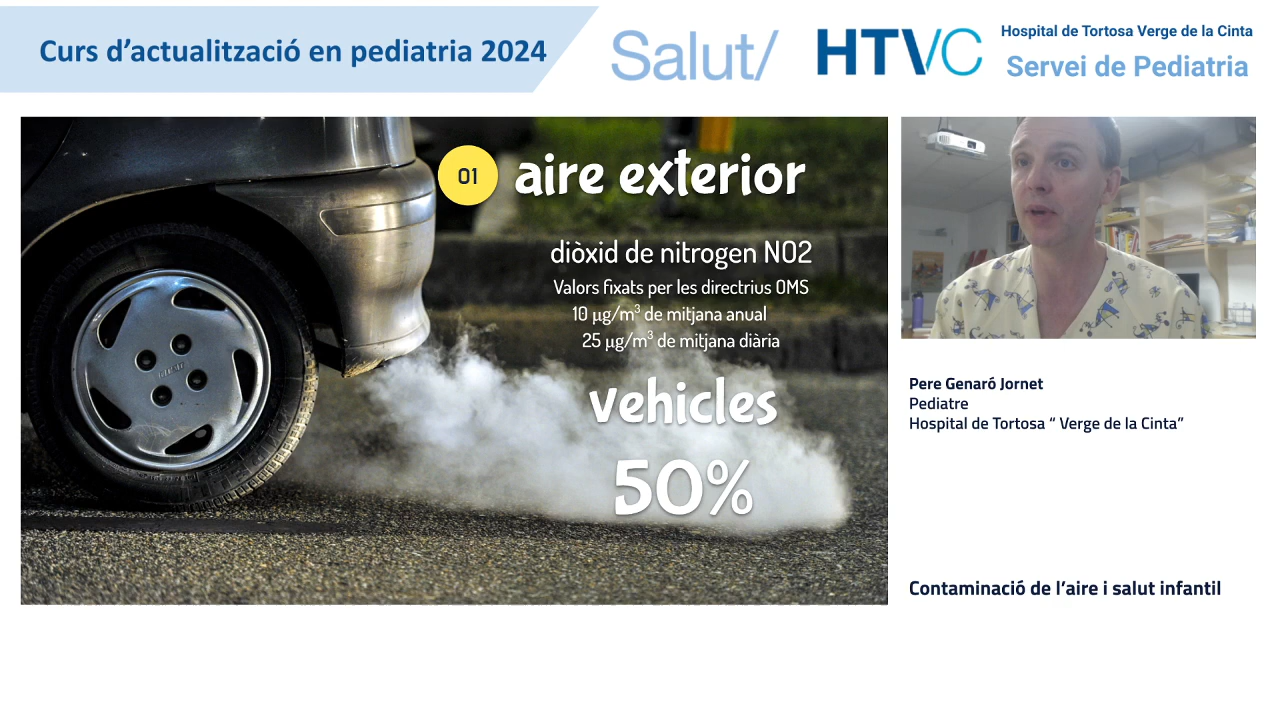 Curs d'actualització en pediatria 2024
Salut/
HTVC
Hospital de Tortosa Verge de la Cinta
Servei de Pediatria
01
aire exterior
diòxid de nitrogen NO2
Valors fixats per les directrius OMS
10 µg/m³ de mitjana anual
25 µg/m³ de mitjana diària
vehicles
50%
Pere Genaró Jornet
Pediatre
Hospital de Tortosa “ Verge de la Cinta”
Contaminació de l'aire i salut infantil